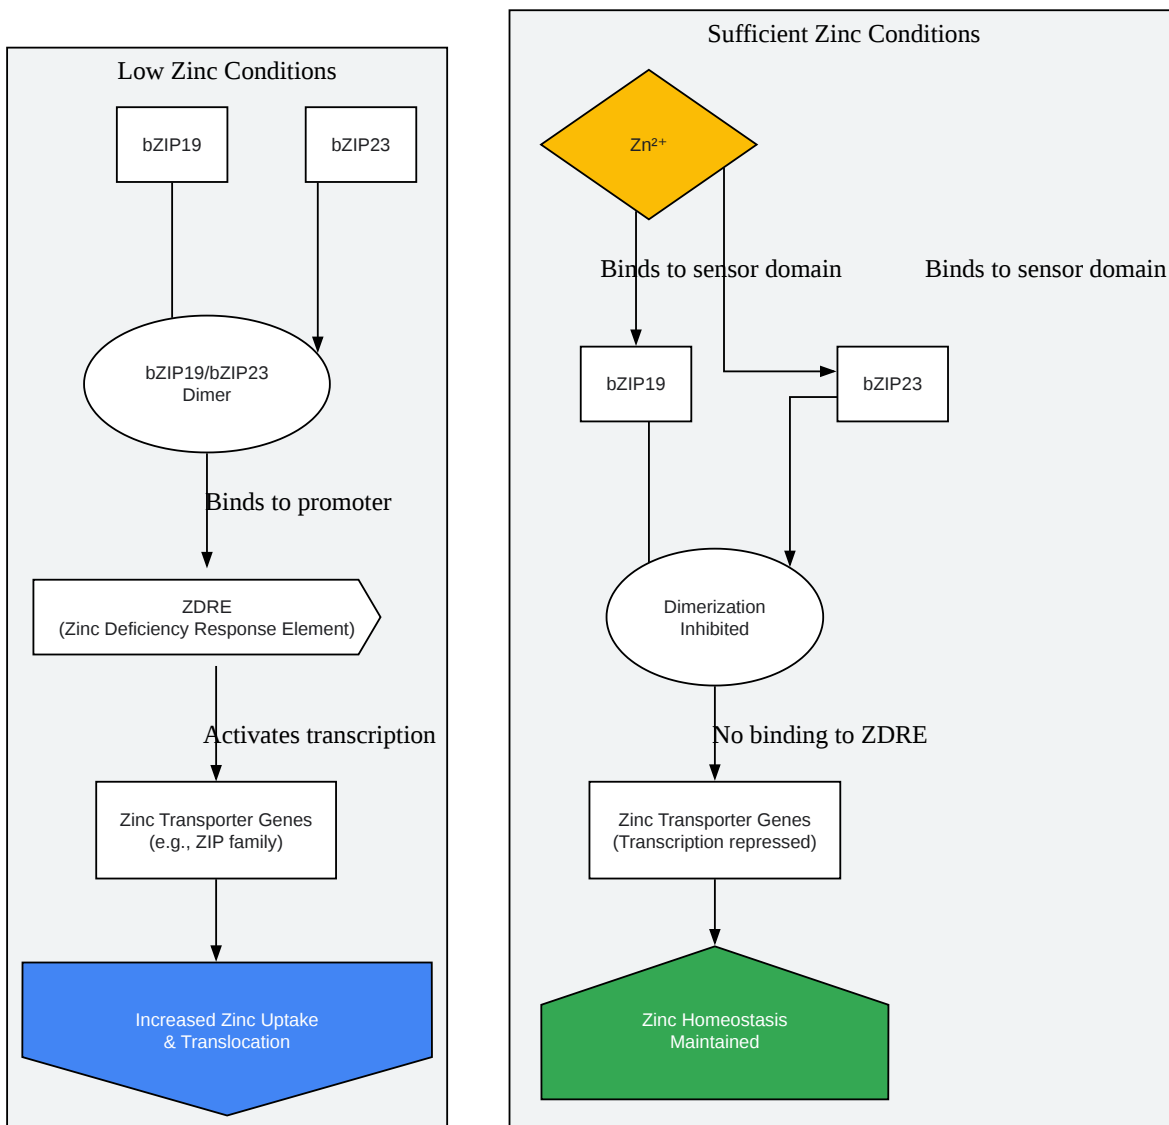 Low Zinc Conditions
bZIP19
bZIP23
bZIP19/bZIP23
Dimer
Binds to promoter
ZDRE
(Zinc Deficiency Response Element)
Activates transcription
Zinc Transporter Genes
(e.g., ZIP family)
Increased Zinc Uptake
& Translocation
Sufficient Zinc Conditions
Zn²⁺
Binds to sensor domain
Binds to sensor domain
bZIP19
bZIP23
Dimerization
Inhibited
No binding to ZDRE
Zinc Transporter Genes
(Transcription repressed)
Zinc Homeostasis
Maintained